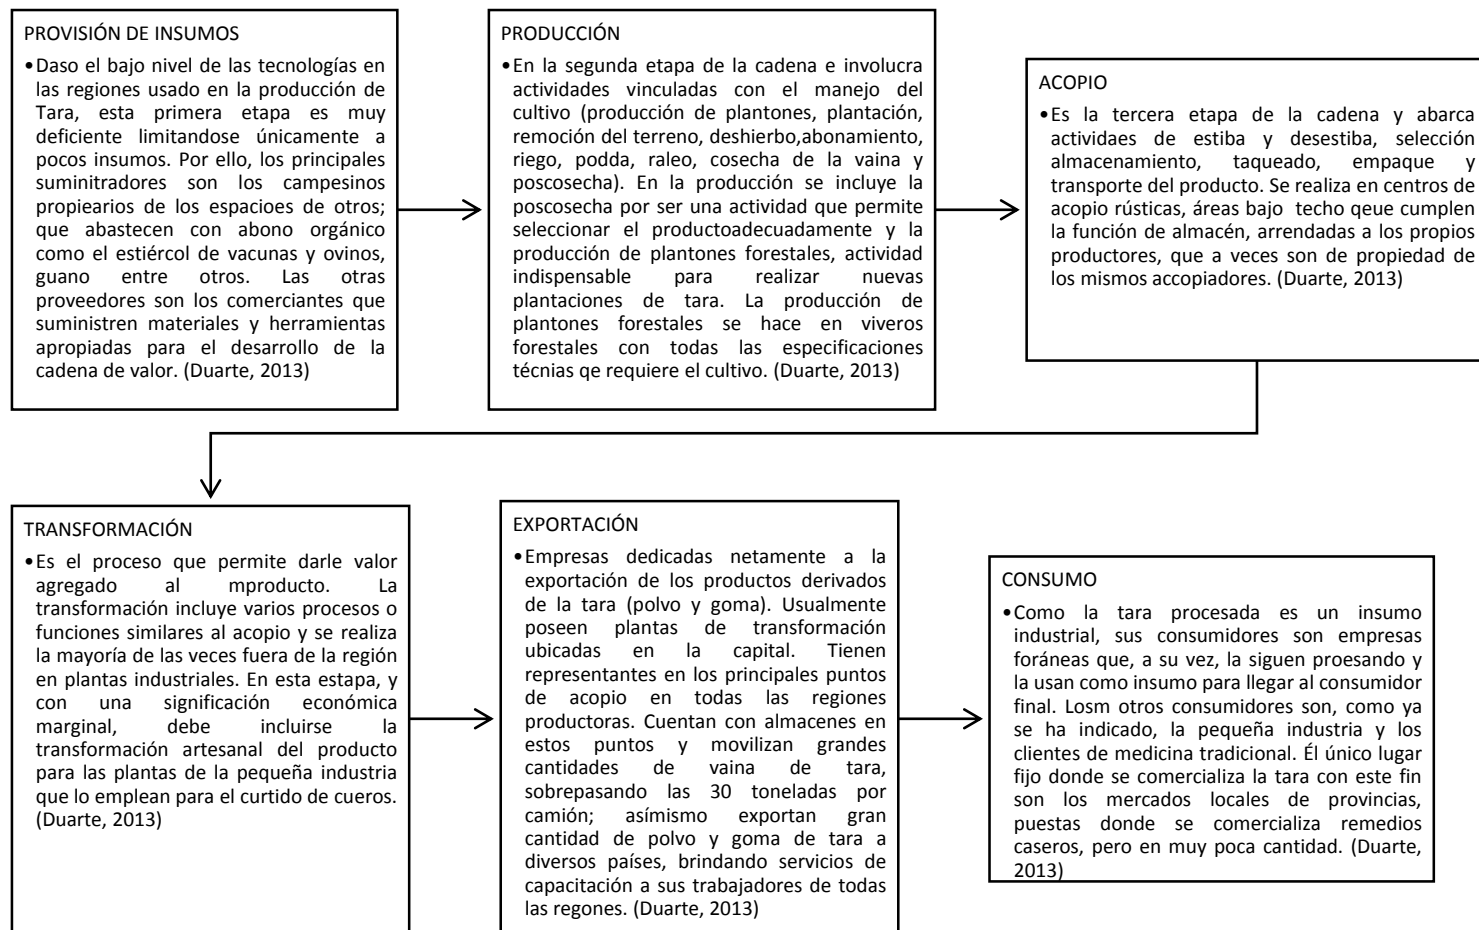 PROVISIÓN DE INSUMOS
•Daso el bajo nivel de las tecnologías en
las regiones usado en la producción de
Tara, esta primera etapa es muy
deficiente limitandose únicamente a
pocos insumos. Por ello, los principales
suminitradores son los campesinos
propiearios de los espacioes de otros;
que abastecen con abono orgánico
como el estiércol de vacunas y ovinos,
guano entre otros. Las otras
proveedores son los comerciantes que
suministren materiales y herramientas
apropiadas para el desarrollo de la
cadena de valor. (Duarte, 2013)
PRODUCCIÓN
•En la segunda etapa de la cadena e involucra
actividades vinculadas con el manejo del
cultivo (producción de plantones, plantación,
remoción del terreno, deshierbo,abonamiento,
riego, podda, raleo, cosecha de la vaina y
poscosecha). En la producción se incluye la
poscosecha por ser una actividad que permite
seleccionar el productoadecuadamente y la
producción de plantones forestales, actividad
indispensable para realizar nuevas
plantaciones de tara. La producción de
plantones forestales se hace en viveros
forestales con todas las especificaciones
técnias qe requiere el cultivo. (Duarte, 2013)
ACOPIO
•Es la tercera etapa de la cadena y abarca
actividaes de estiba y desestiba, selección
almacenamiento, taqueado, empaque y
transporte del producto. Se realiza en centros de
acopio rústicas, áreas bajo techo qeue cumplen
la función de almacén, arrendadas a los propios
productores, que a veces son de propiedad de
los mismos accopiadores. (Duarte, 2013)
TRANSFORMACIÓN
•Es el proceso que permite darle valor
agregado al mproducto. La
transformación incluye varios procesos o
funciones similares al acopio y se realiza
la mayoría de las veces fuera de la región
en plantas industriales. En esta estapa, y
con una significación económica
marginal, debe incluirse la
transformación artesanal del producto
para las plantas de la pequeña industria
que lo emplean para el curtido de cueros.
(Duarte, 2013)
EXPORTACIÓN
•Empresas dedicadas netamente a la
exportación de los productos derivados
de la tara (polvo y goma). Usualmente
poseen plantas de transformación
ubicadas en la capital. Tienen
representantes en los principales puntos
de acopio en todas las regiones
productoras. Cuentan con almacenes en
estos puntos y movilizan grandes
cantidades de vaina de tara,
sobrepasando las 30 toneladas por
camión; asímismo exportan gran
cantidad de polvo y goma de tara a
diversos países, brindando servicios de
capacitación a sus trabajadores de todas
las regones. (Duarte, 2013)
CONSUMO
•Como la tara procesada es un insumo
industrial, sus consumidores son empresas
foráneas que, a su vez, la siguen proesando y
la usan como insumo para llegar al consumidor
final. Losm otros consumidores son, como ya
se ha indicado, la pequeña industria y los
clientes de medicina tradicional. Él único lugar
fijo donde se comercializa la tara con este fin
son los mercados locales de provincias,
puestas donde se comercializa remedios
caseros, pero en muy poca cantidad. (Duarte,
2013)